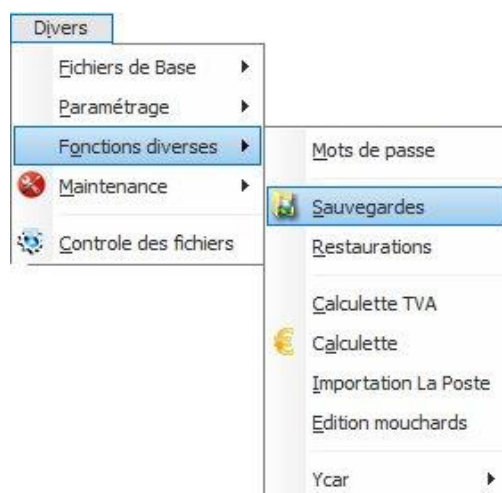 Divers
Fichiers de Base
Paramétrage
Fonctions diverses
Maintenance
Controle des fichiers
Mots de passe
Sauvegardes
Restaurations
Calculette TVA
Calculette
Importation La Poste
Edition mouchards
Ycar